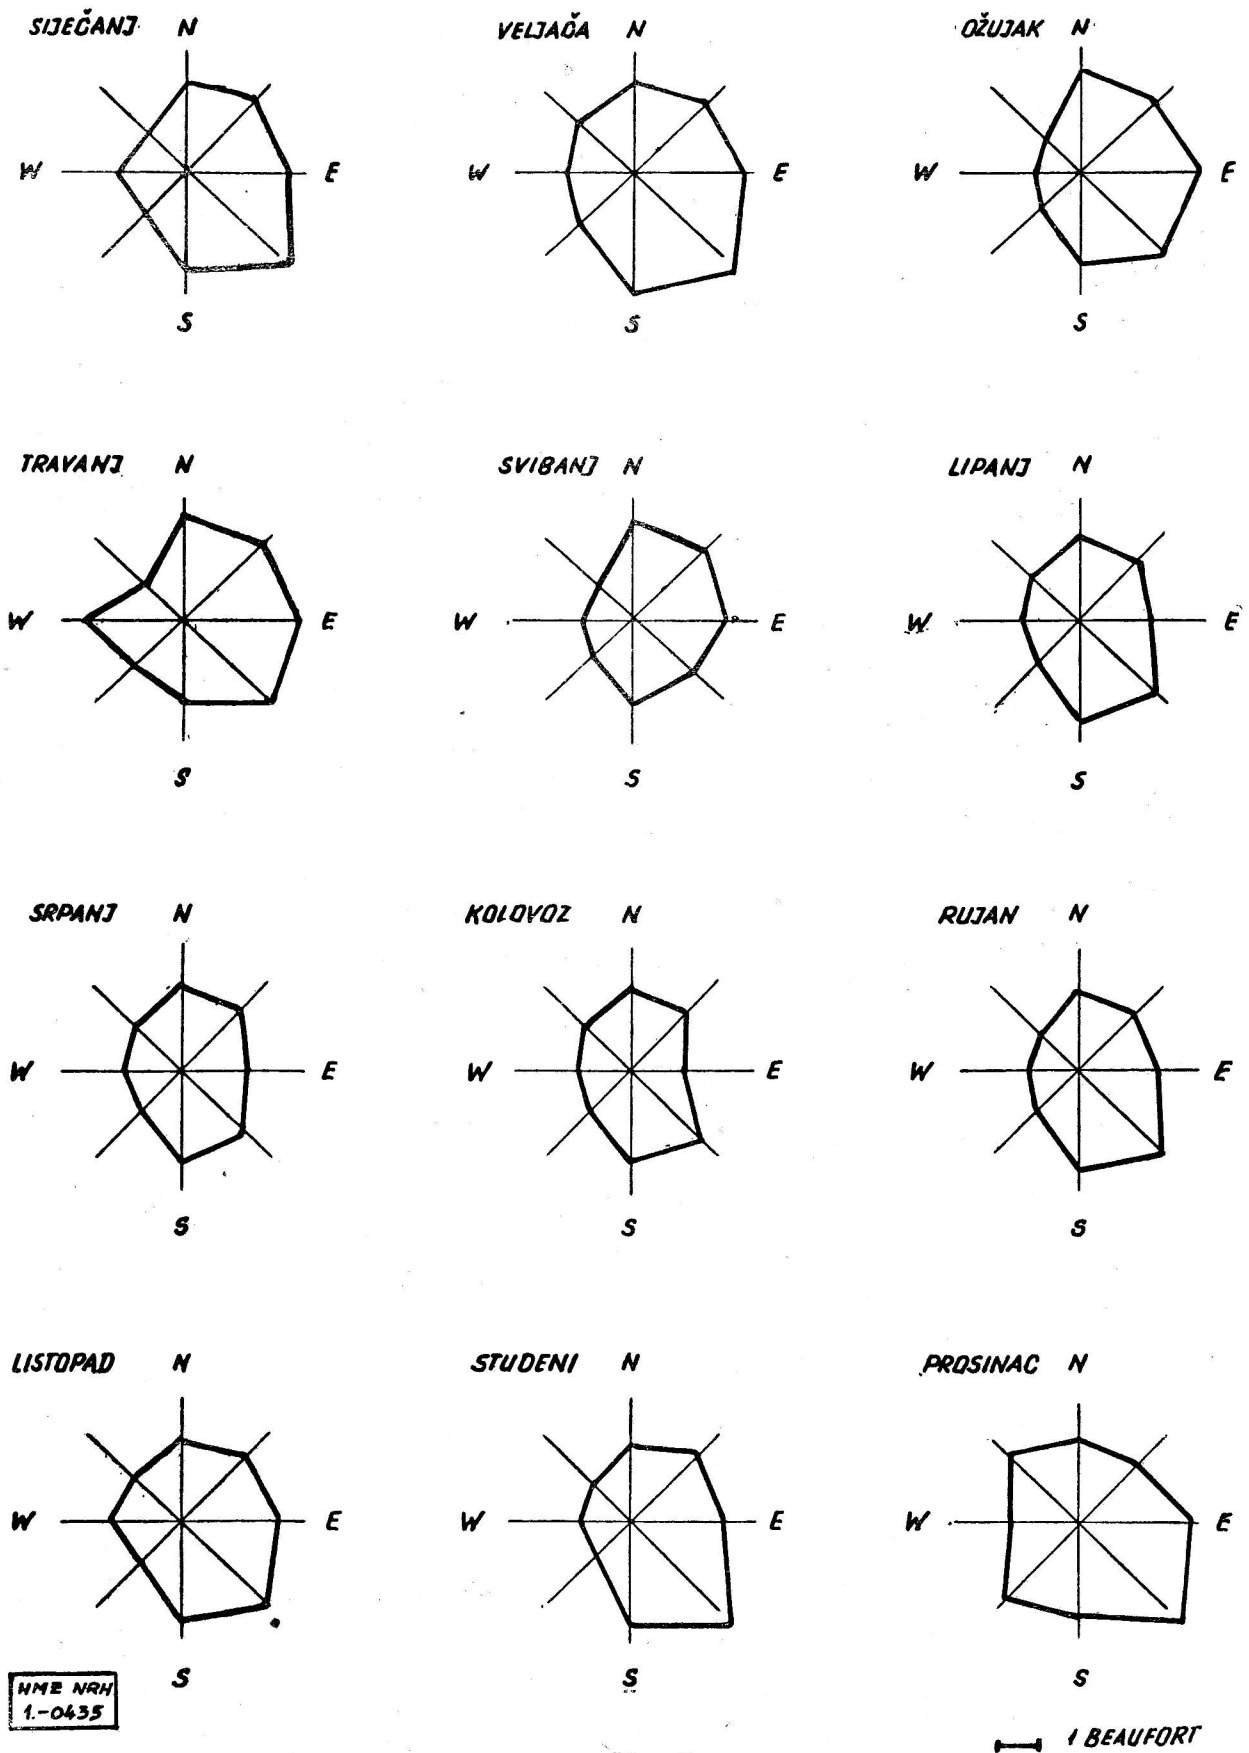 SIJEČANJ N
VELJAČA N
OŽUJAK N
W E
W E
W E
S
S
S
TRAVANJ N
SVIBANJ N
LIPANJ N
W E
W E
W E
S
S
S
SRPANJ N
KOLOVOZ N
RUJAN N
W E
W E
W E
S
S
S
LISTOPAD N
STUDENI N
PROSINAC N
W E
W E
W E
S
S
S
HMZ NRH
1.-0435
1 BEAUFORT